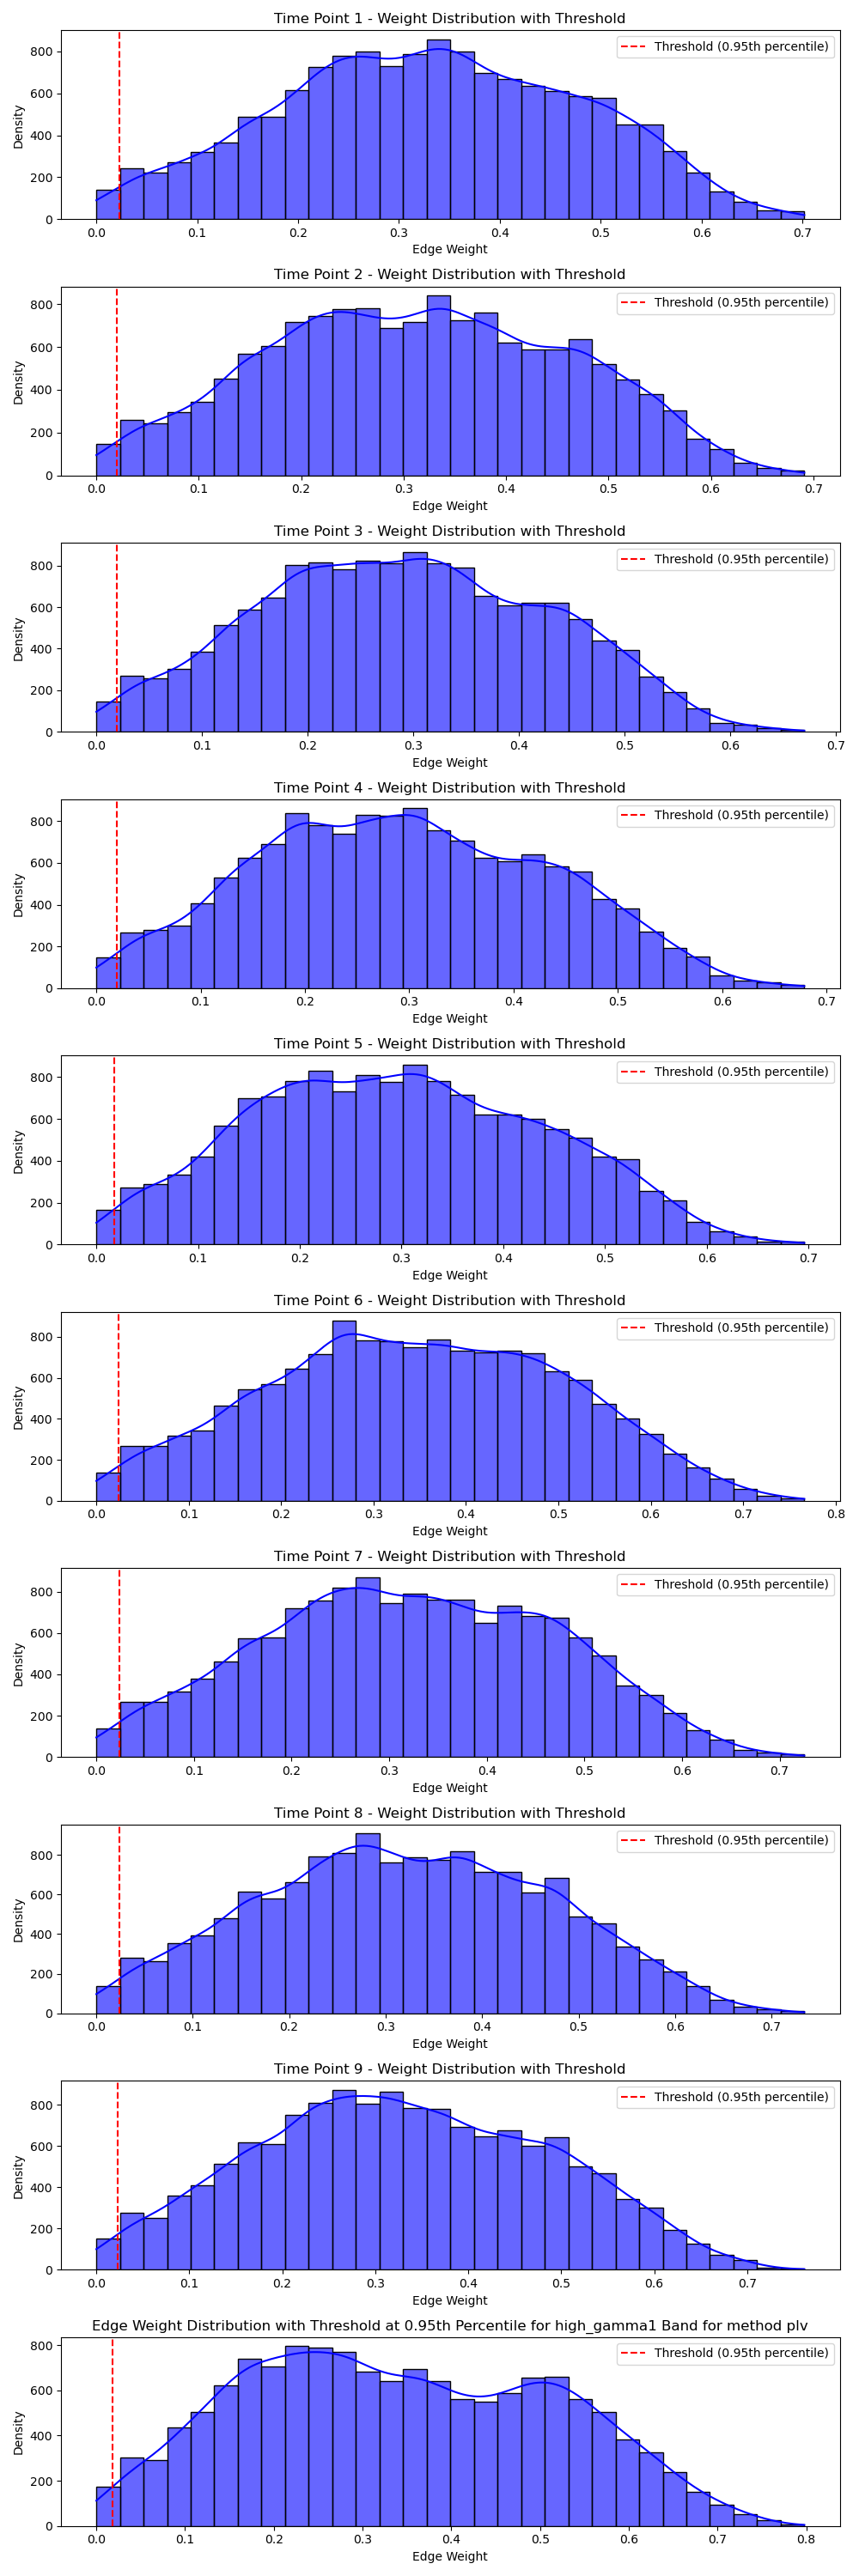 Time Point 1 - Weight Distribution with Threshold
Threshold (0.95th percentile)
Density
800
600
400
200
0
0.0 0.1 0.2 0.3 0.4 0.5 0.6 0.7
Edge Weight
Time Point 2 - Weight Distribution with Threshold
Threshold (0.95th percentile)
Density
800
600
400
200
0
0.0 0.1 0.2 0.3 0.4 0.5 0.6 0.7
Edge Weight
Time Point 3 - Weight Distribution with Threshold
Threshold (0.95th percentile)
Density
800
600
400
200
0
0.0 0.1 0.2 0.3 0.4 0.5 0.6 0.7
Edge Weight
Time Point 4 - Weight Distribution with Threshold
Threshold (0.95th percentile)
Density
800
600
400
200
0
0.0 0.1 0.2 0.3 0.4 0.5 0.6 0.7
Edge Weight
Time Point 5 - Weight Distribution with Threshold
Threshold (0.95th percentile)
Density
800
600
400
200
0
0.0 0.1 0.2 0.3 0.4 0.5 0.6 0.7
Edge Weight
Time Point 6 - Weight Distribution with Threshold
Threshold (0.95th percentile)
Density
800
600
400
200
0
0.0 0.1 0.2 0.3 0.4 0.5 0.6 0.7 0.8
Edge Weight
Time Point 7 - Weight Distribution with Threshold
Threshold (0.95th percentile)
Density
800
600
400
200
0
0.0 0.1 0.2 0.3 0.4 0.5 0.6 0.7
Edge Weight
Time Point 8 - Weight Distribution with Threshold
Threshold (0.95th percentile)
Density
800
600
400
200
0
0.0 0.1 0.2 0.3 0.4 0.5 0.6 0.7
Edge Weight
Time Point 9 - Weight Distribution with Threshold
Threshold (0.95th percentile)
Density
800
600
400
200
0
0.0 0.1 0.2 0.3 0.4 0.5 0.6 0.7
Edge Weight
Edge Weight Distribution with Threshold at 0.95th Percentile for high_gamma1 Band for method plv
Threshold (0.95th percentile)
Density
800
600
400
200
0
0.0 0.1 0.2 0.3 0.4 0.5 0.6 0.7 0.8
Edge Weight